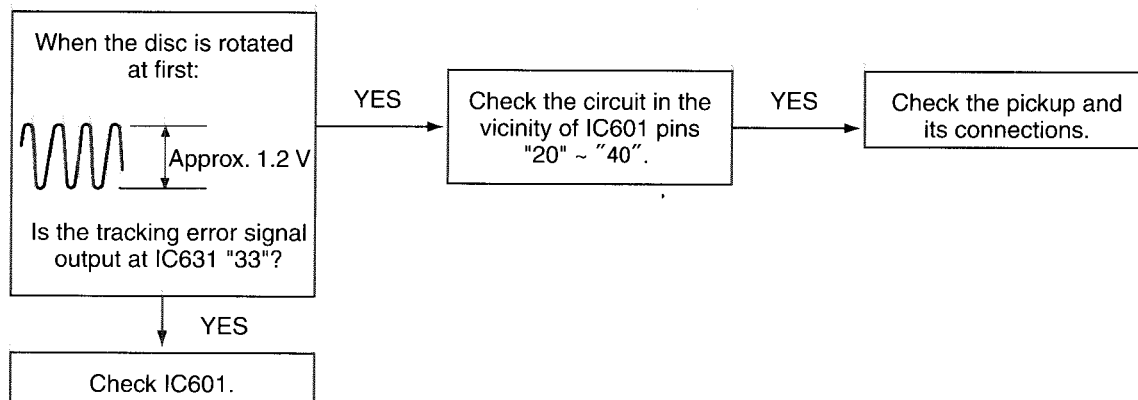 When the disc is rotated
at first:
Approx. 1.2 V
Is the tracking error signal
output at IC631 "33"?
YES
Check the circuit in the
vicinity of IC601 pins
"20" ~ "40".
YES
Check the pickup and
its connections.
YES
Check IC601.